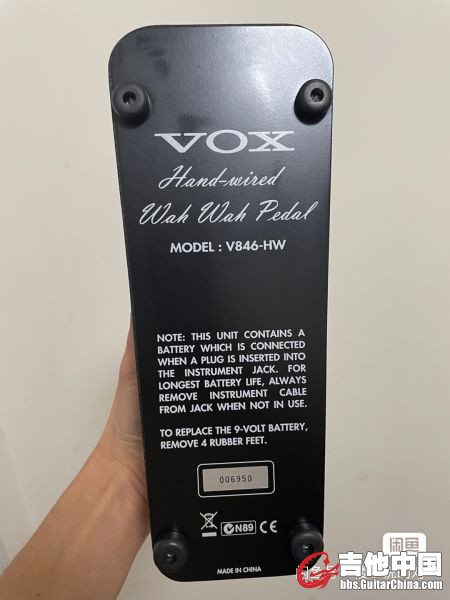 VOX
Hand-wired
Wah Wah Pedal
MODEL : V846-HW
NOTE: THIS UNIT CONTAINS A
BATTERY WHICH IS CONNECTED
WHEN A PLUG IS INSERTED INTO
THE INSTRUMENT JACK. FOR
LONGEST BATTERY LIFE, ALWAYS
REMOVE INSTRUMENT CABLE
FROM JACK WHEN NOT IN USE.
TO REPLACE THE 9-VOLT BATTERY,
REMOVE 4 RUBBER FEET.
006950
N89 CE
MADE IN CHINA
闲鱼
吉他中国
bbs.GuitarChina.com